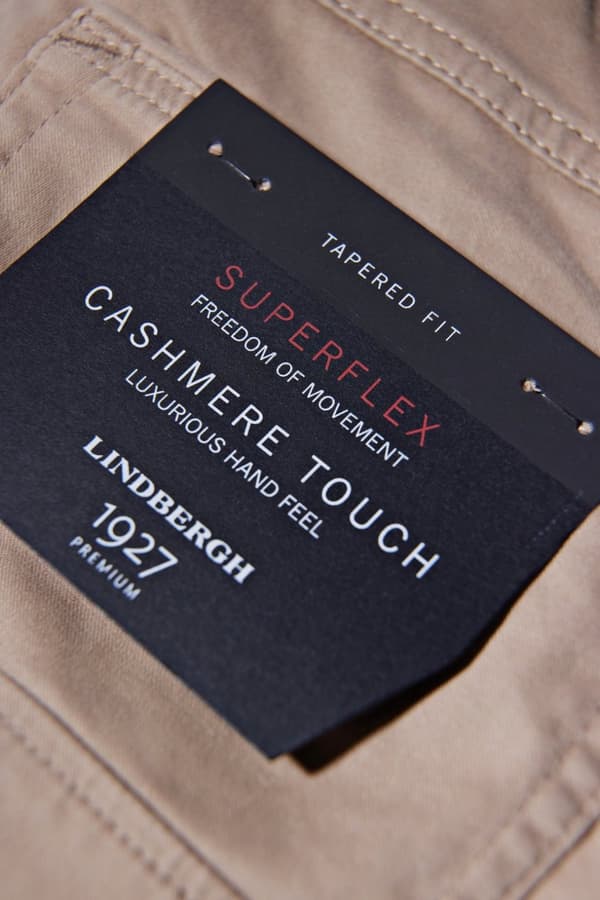 TAPERED FIT
SUPERFLEX
FREEDOM OF MOVEMENT
CASHMERE TOUCH
LUXURIOUS HAND FEEL
LINDBERGH
1927
PREMIUM